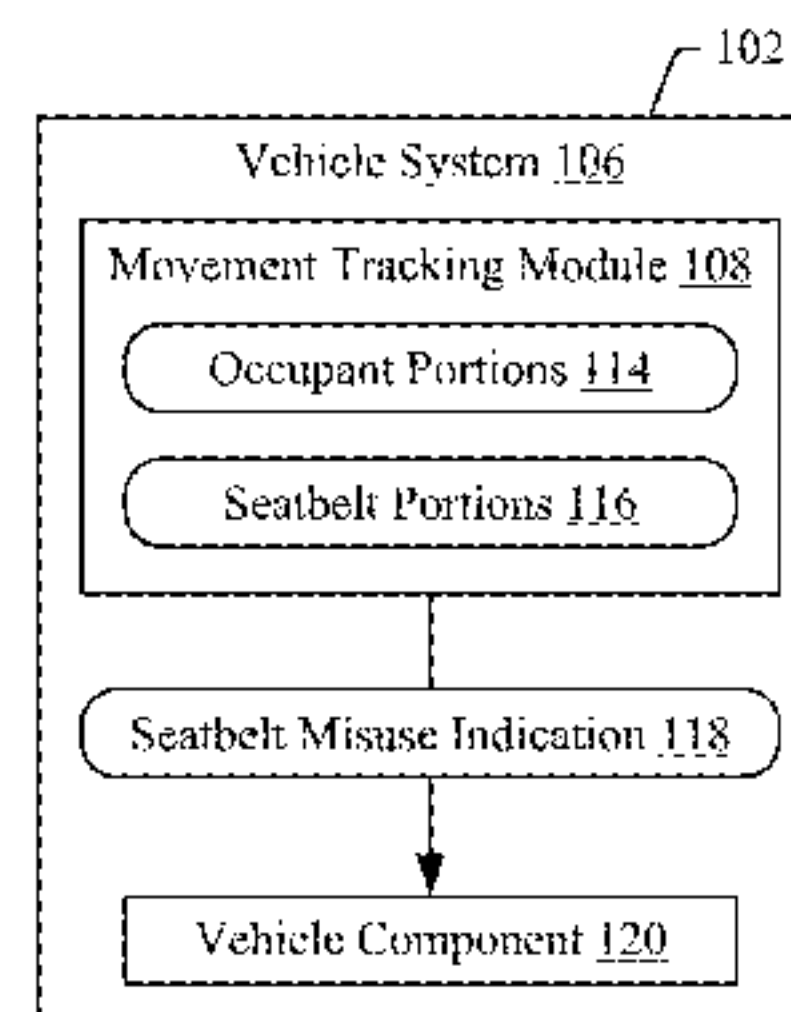 102
Vehicle System 106
Movement Tracking Module 108
Occupant Portions 114
Seatbelt Portions 116
Seatbelt Misuse Indication 118
Vehicle Component 120